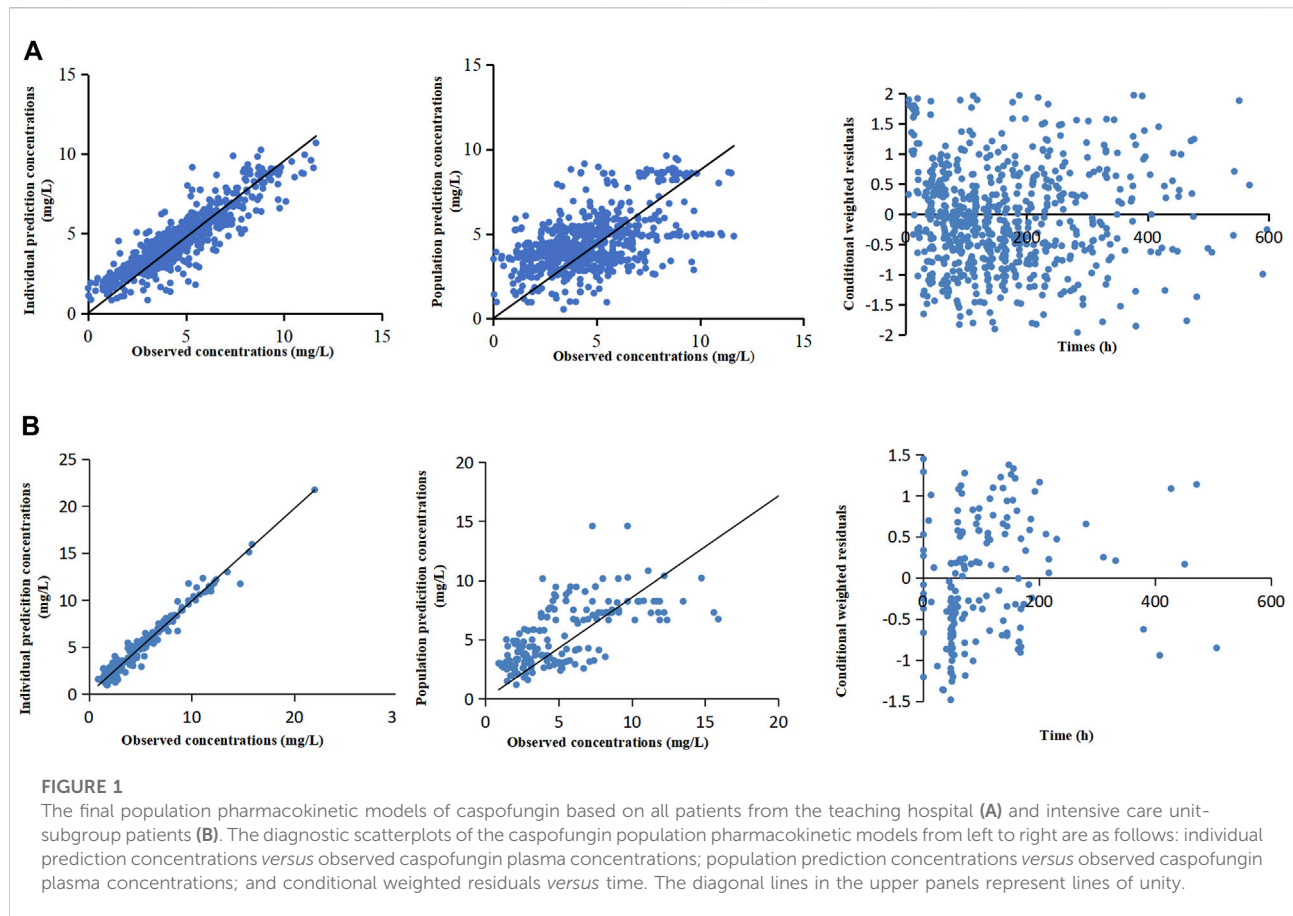 A
15
10
5
0
0
5
10
15
Individual prediction concentrations
(mg/L)
Observed concentrations (mg/L)
15
10
5
0
0
5
10
15
Population prediction concentrations
(mg/L)
Observed concentrations (mg/L)
2
1.5
1
0.5
0
-0.5
-1
-1.5
-2
0
200
400
600
Conditional weighted residuals
Times (h)
B
25
20
15
10
5
0
0
10
20
3
Individual predicition concentrations
(mg/L)
Observed concentrations (mg/L)
20
15
10
5
0
0
5
10
15
20
Population predicition concentrations
(mg/L)
Observed concentrations (mg/L)
1.5
1
0.5
0
-0.5
-1
-1.5
0
200
400
600
Conditional weighted residuals
Time (h)
FIGURE 1
The final population pharmacokinetic models of caspofungin based on all patients from the teaching hospital (A) and intensive care unit-
subgroup patients (B). The diagnostic scatterplots of the caspofungin population pharmacokinetic models from left to right are as follows: individual
prediction concentrations versus observed caspofungin plasma concentrations; population prediction concentrations versus observed caspofungin
plasma concentrations; and conditional weighted residuals versus time. The diagonal lines in the upper panels represent lines of unity.